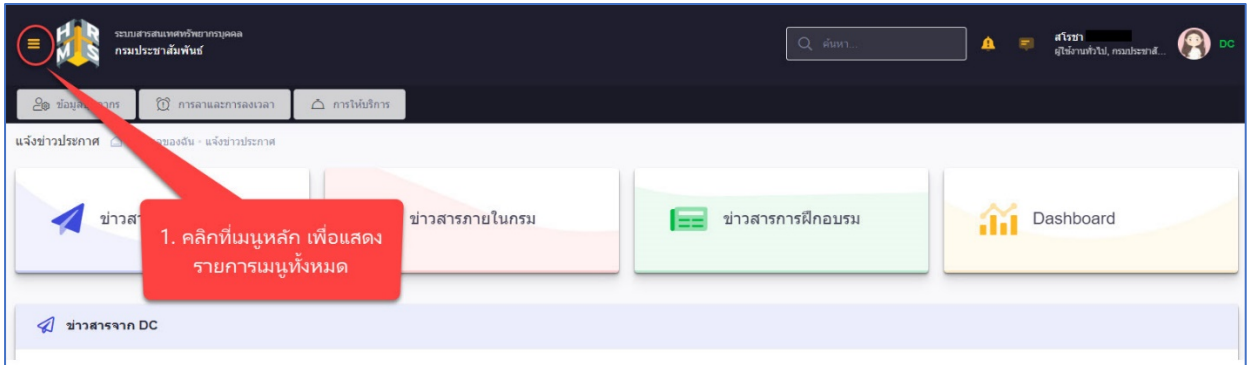 HR
MIS
ระบบสารสนเทศทรัพยากรบุคคล
กรมประชาสัมพันธ์
ค้นหา...
สโรชา
ผู้ใช้งานทั่วไป, กรมประชาสั...
DC
การลาและการลงเวลา
การให้บริการ
แจ้งข่าวประกาศ
- แจ้งข่าวประกาศ
ข่าวสารภายในกรม
ข่าวสารการฝึกอบรม
Dashboard
1. คลิกที่เมนูหลัก เพื่อแสดง
รายการเมนูทั้งหมด
ข่าวสารจาก DC